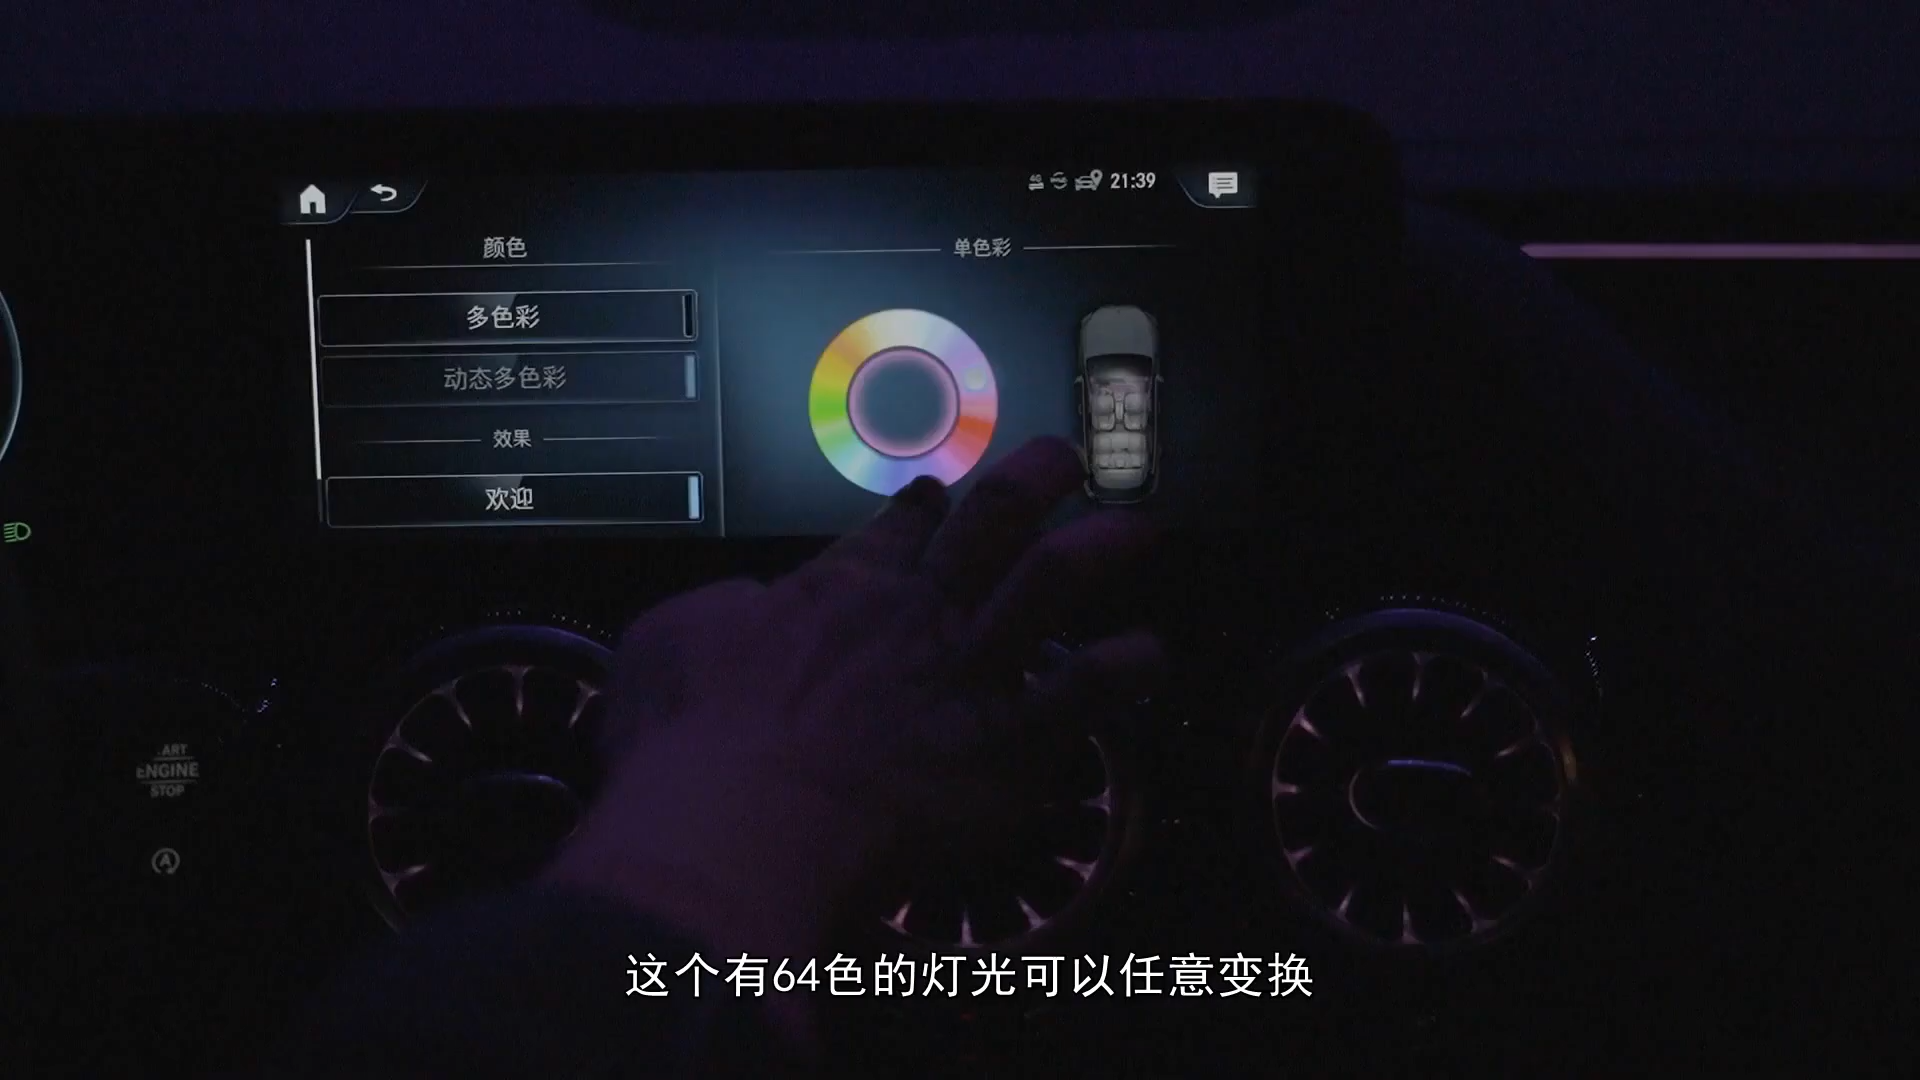 21:39
颜色
单色彩
多色彩
动态多色彩
效果
欢迎
ART
ENGINE
STOP
A
这个有64色的灯光可以任意变换